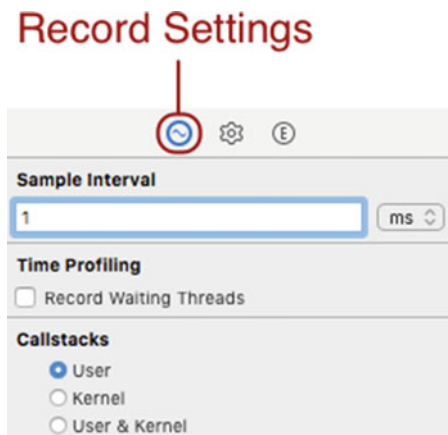 Record Settings
E
Sample Interval
1 ms
Time Profiling
Record Waiting Threads
Callstacks
User
Kernel
User & Kernel